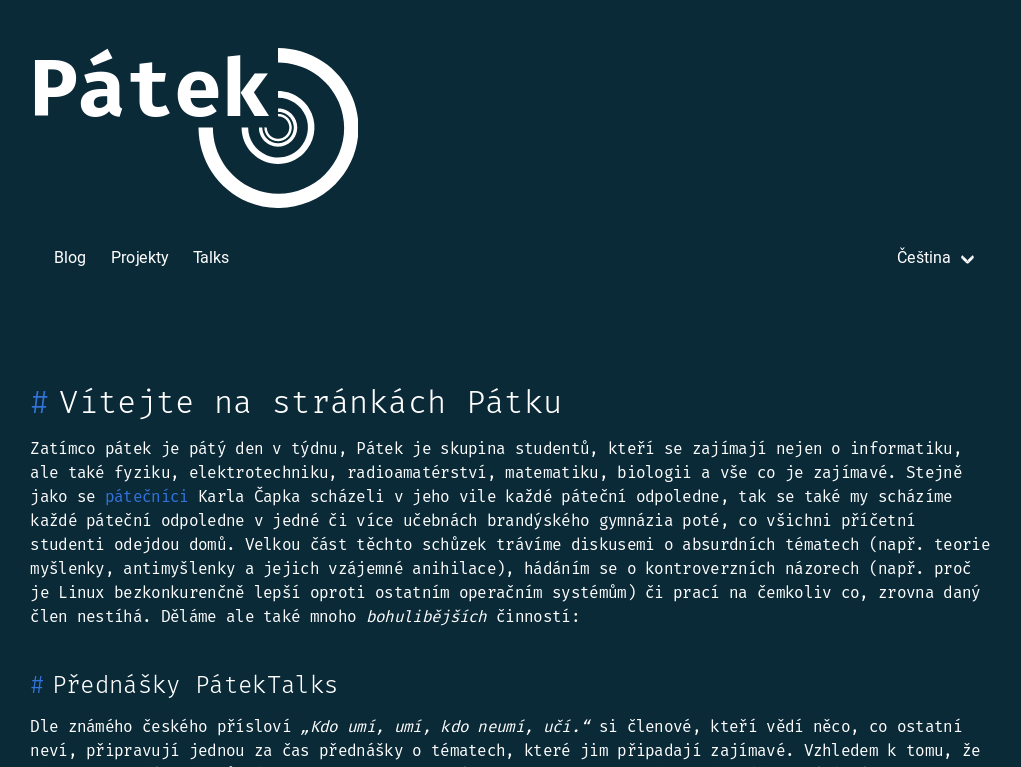 Pátek
Blog Projekty Talks Čeština
# Vítejte na stránkách Pátku
Zatímco pátek je pátý den v týdnu, Pátek je skupina studentů, kteří se zajímají nejen o informatiku,
ale také fyziku, elektrotechniku, radioamatérství, matematiku, biologii a vše co je zajímavé. Stejně
jako se pátečníci Karla Čapka scházeli v jeho vile každé páteční odpoledne, tak se také my scházíme
každé páteční odpoledne v jedné či více učebnách brandýského gymnázia poté, co všichni příčetní
studenti odejdou domů. Velkou část těchto schůzek trávíme diskusemi o absurdních tématech (např. teorie
myšlenky, antimyšlenky a jejich vzájemné anihilace), hádáním se o kontroverzních názorech (např. proč
je Linux bezkonkurenčně lepší oproti ostatním operačním systémům) či prací na čemkoliv co, zrovna daný
člen nestíhá. Děláme ale také mnoho bohulibějších činností:
# Přednášky PátekTalks
Dle známého českého přísloví „Kdo umí, umí, kdo neumí, učí.“ si členové, kteří vědí něco, co ostatní
neví, připravují jednou za čas přednášky o tématech, které jim připadají zajímavé. Vzhledem k tomu, že